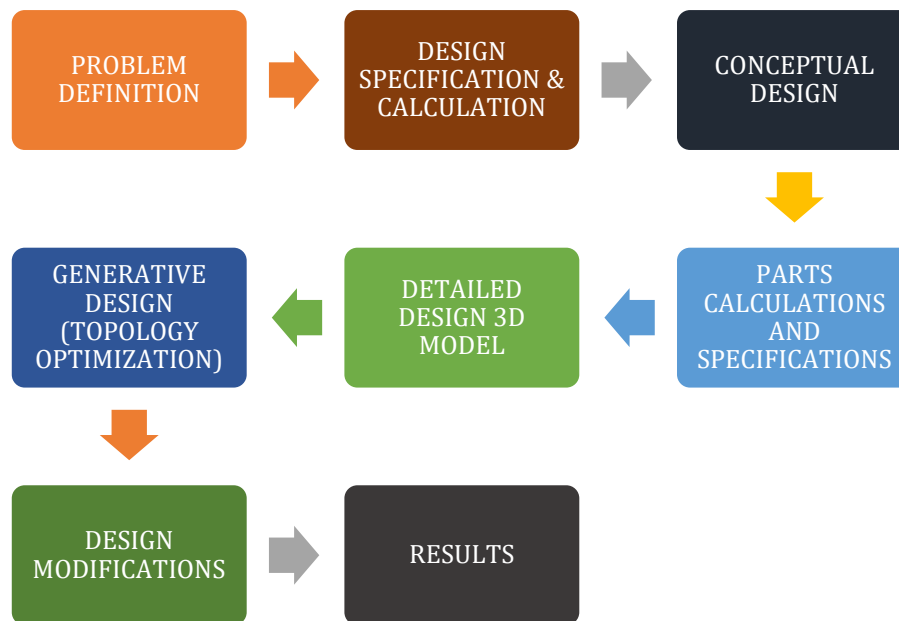 PROBLEM
DEFINITION
DESIGN
SPECIFICATION &
CALCULATION
CONCEPTUAL
DESIGN
PARTS
CALCULATIONS
AND
SPECIFICATIONS
DETAILED
DESIGN 3D
MODEL
GENERATIVE
DESIGN
(TOPOLOGY
OPTIMIZATION)
DESIGN
MODIFICATIONS
RESULTS